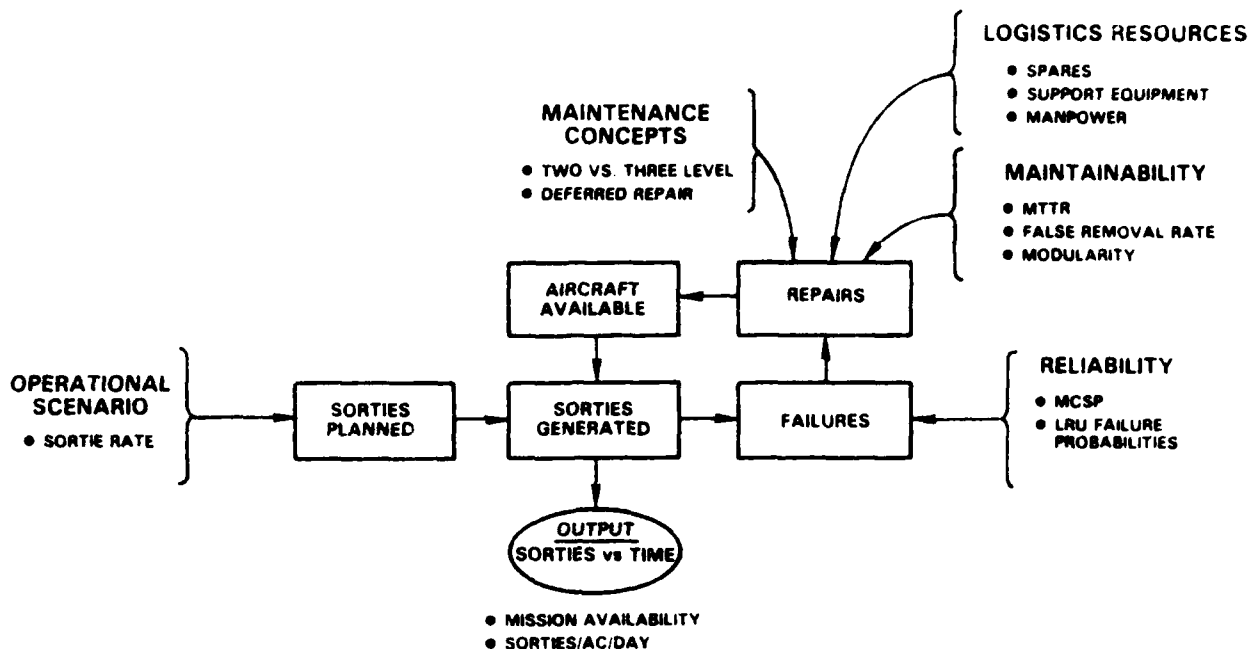 LOGISTICS RESOURCES
● SPARES
● SUPPORT EQUIPMENT
● MANPOWER
MAINTENANCE
CONCEPTS
● TWO VS. THREE LEVEL
● DEFERRED REPAIR
MAINTAINABILITY
● MTTR
● FALSE REMOVAL RATE
● MODULARITY
AIRCRAFT
AVAILABLE
REPAIRS
OPERATIONAL
SCENARIO
● SORTIE RATE
SORTIES
PLANNED
SORTIES
GENERATED
FAILURES
RELIABILITY
● MCSP
● LRU FAILURE
PROBABILITIES
OUTPUT
SORTIES vs TIME
● MISSION AVAILABILITY
● SORTIES/AC/DAY